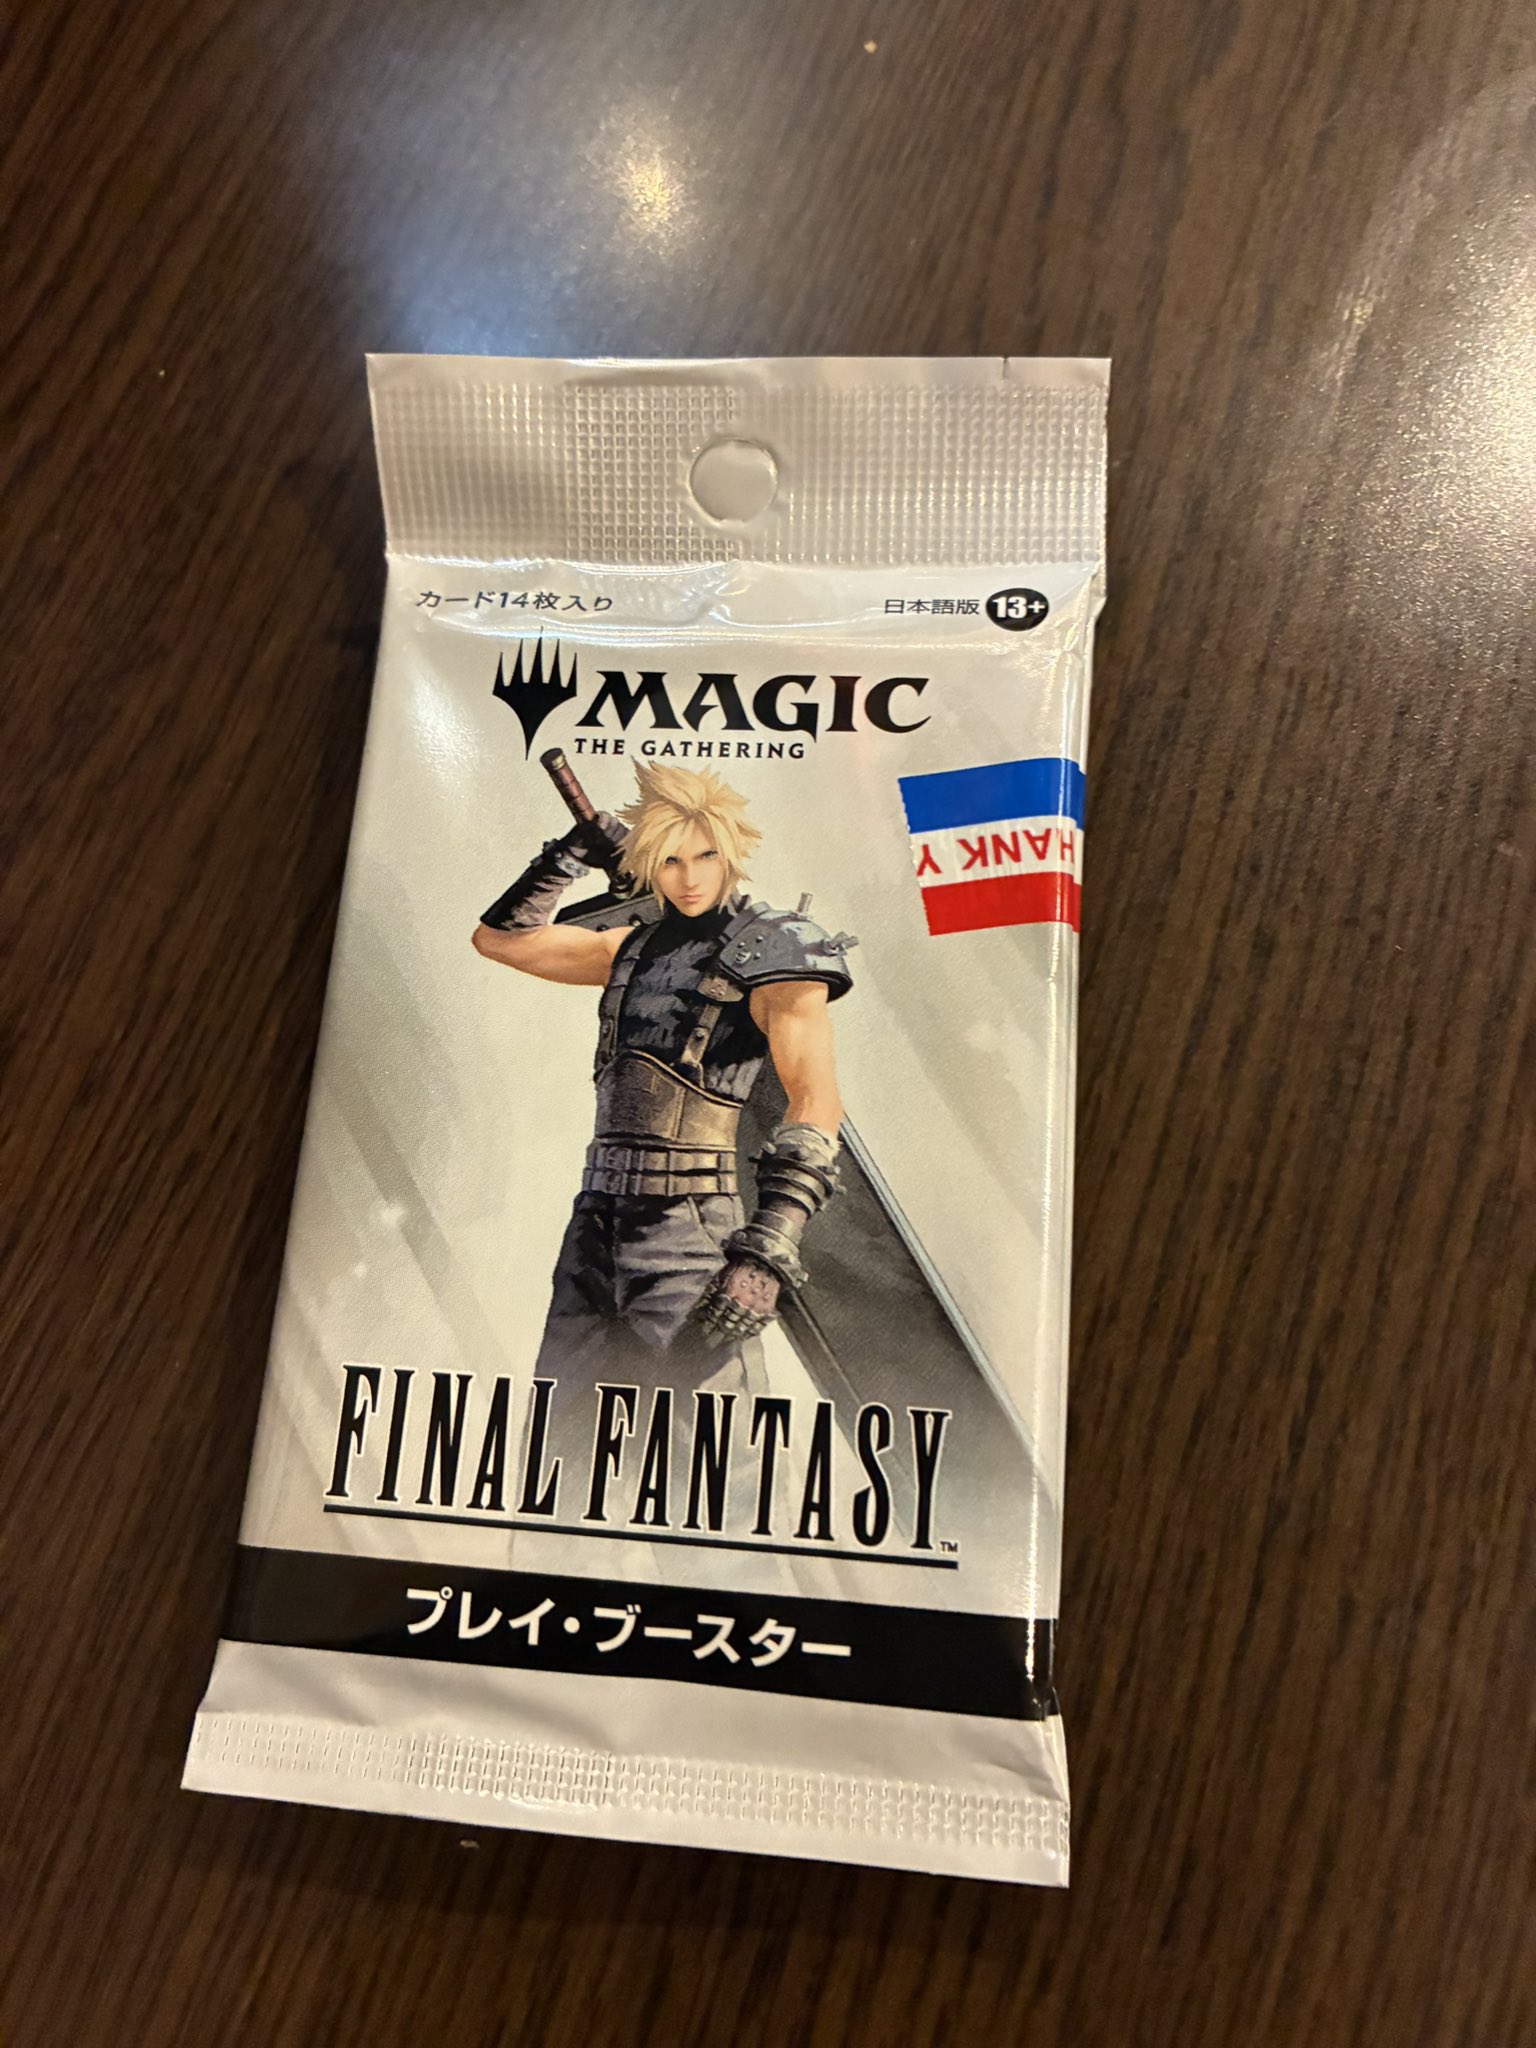 カード14枚入り
日本語版 13+
MAGIC
THE GATHERING
HANK Y
FINAL FANTASY™
プレイ・ブースター